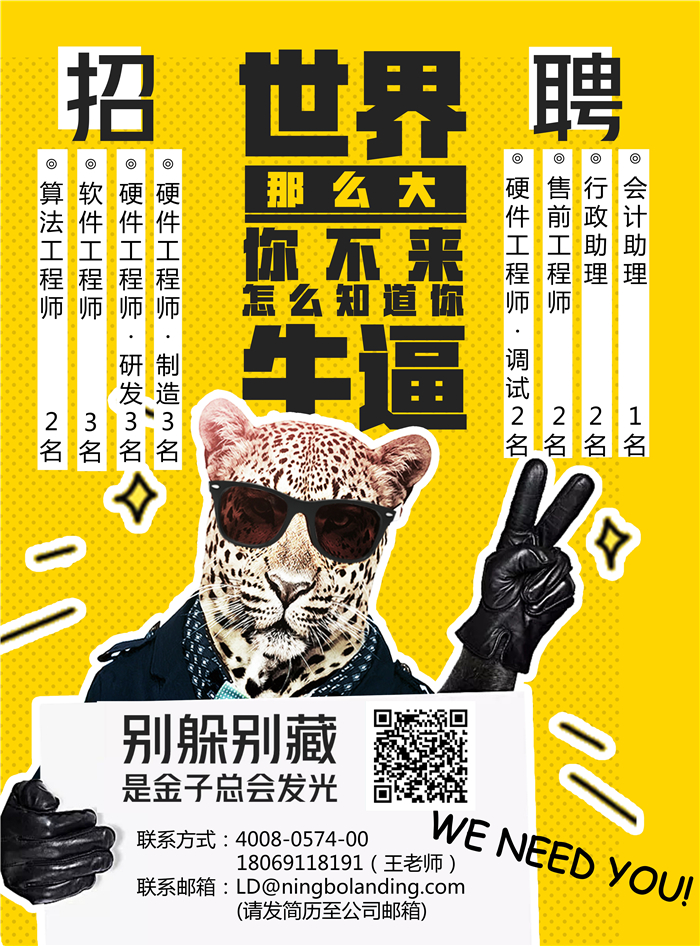 招聘
世界
那么大
你不来
怎么知道你
牛逼
◎算法工程师 2名
◎软件工程师 3名
◎硬件工程师·研发3名
◎硬件工程师·制造3名
◎硬件工程师·调试2名
◎售前工程师 2名
◎行政助理 2名
◎会计助理 1名
别躲别藏
是金子总会发光
联系方式：4008-0574-00
18069118191（王老师）
联系邮箱：LD@ningbolanding.com
(请发简历至公司邮箱)
WE NEED YOU!